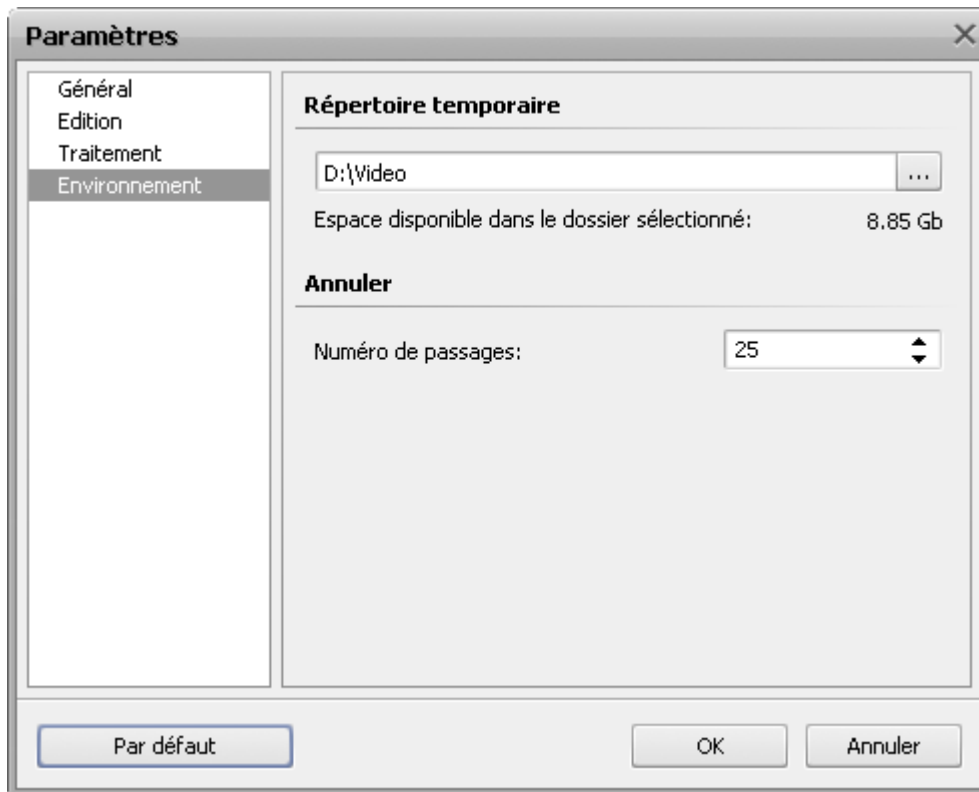 Paramètres
Général
Edition
Traitement
Environnement
Répertoire temporaire
D:\Video
...
Espace disponible dans le dossier sélectionné: 8.85 Gb
Annuler
Numéro de passages: 25
Par défaut
OK
Annuler